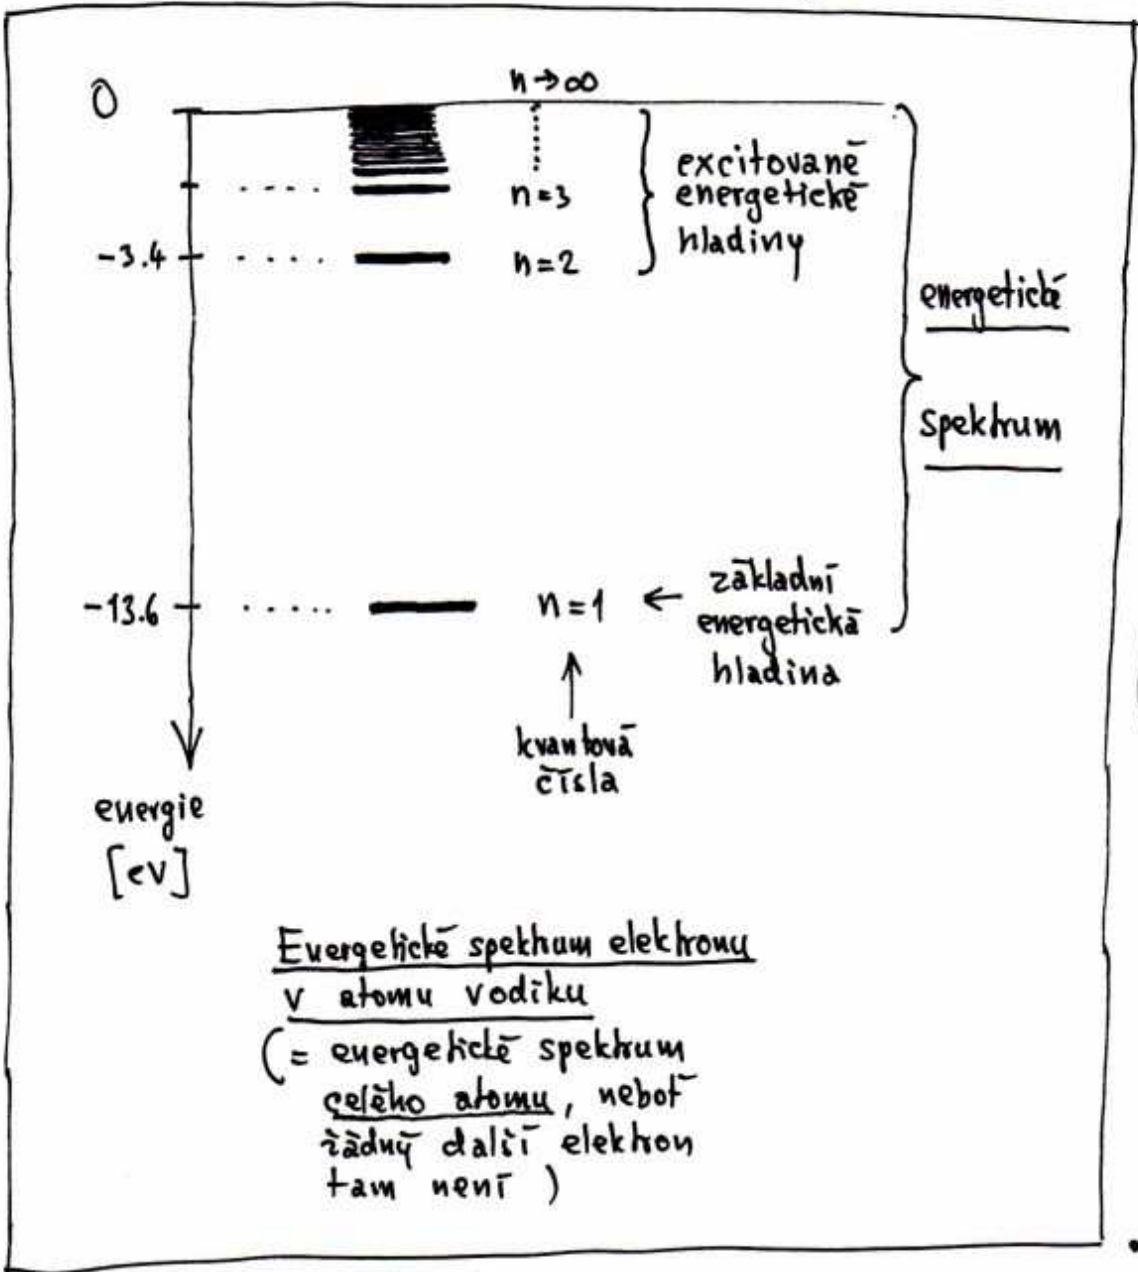 0
n→∞
n=3
-3.4
n=2
excitované
energetické
hladiny
energetické
spektrum
-13.6
n=1
←
základní
energetická
hladina
kvantová
čísla
energie
[eV]
Energetické spektrum elektronu
v atomu vodíku
(= energetické spektrum
celého atomu, neboť
žádný další elektron
tam není )